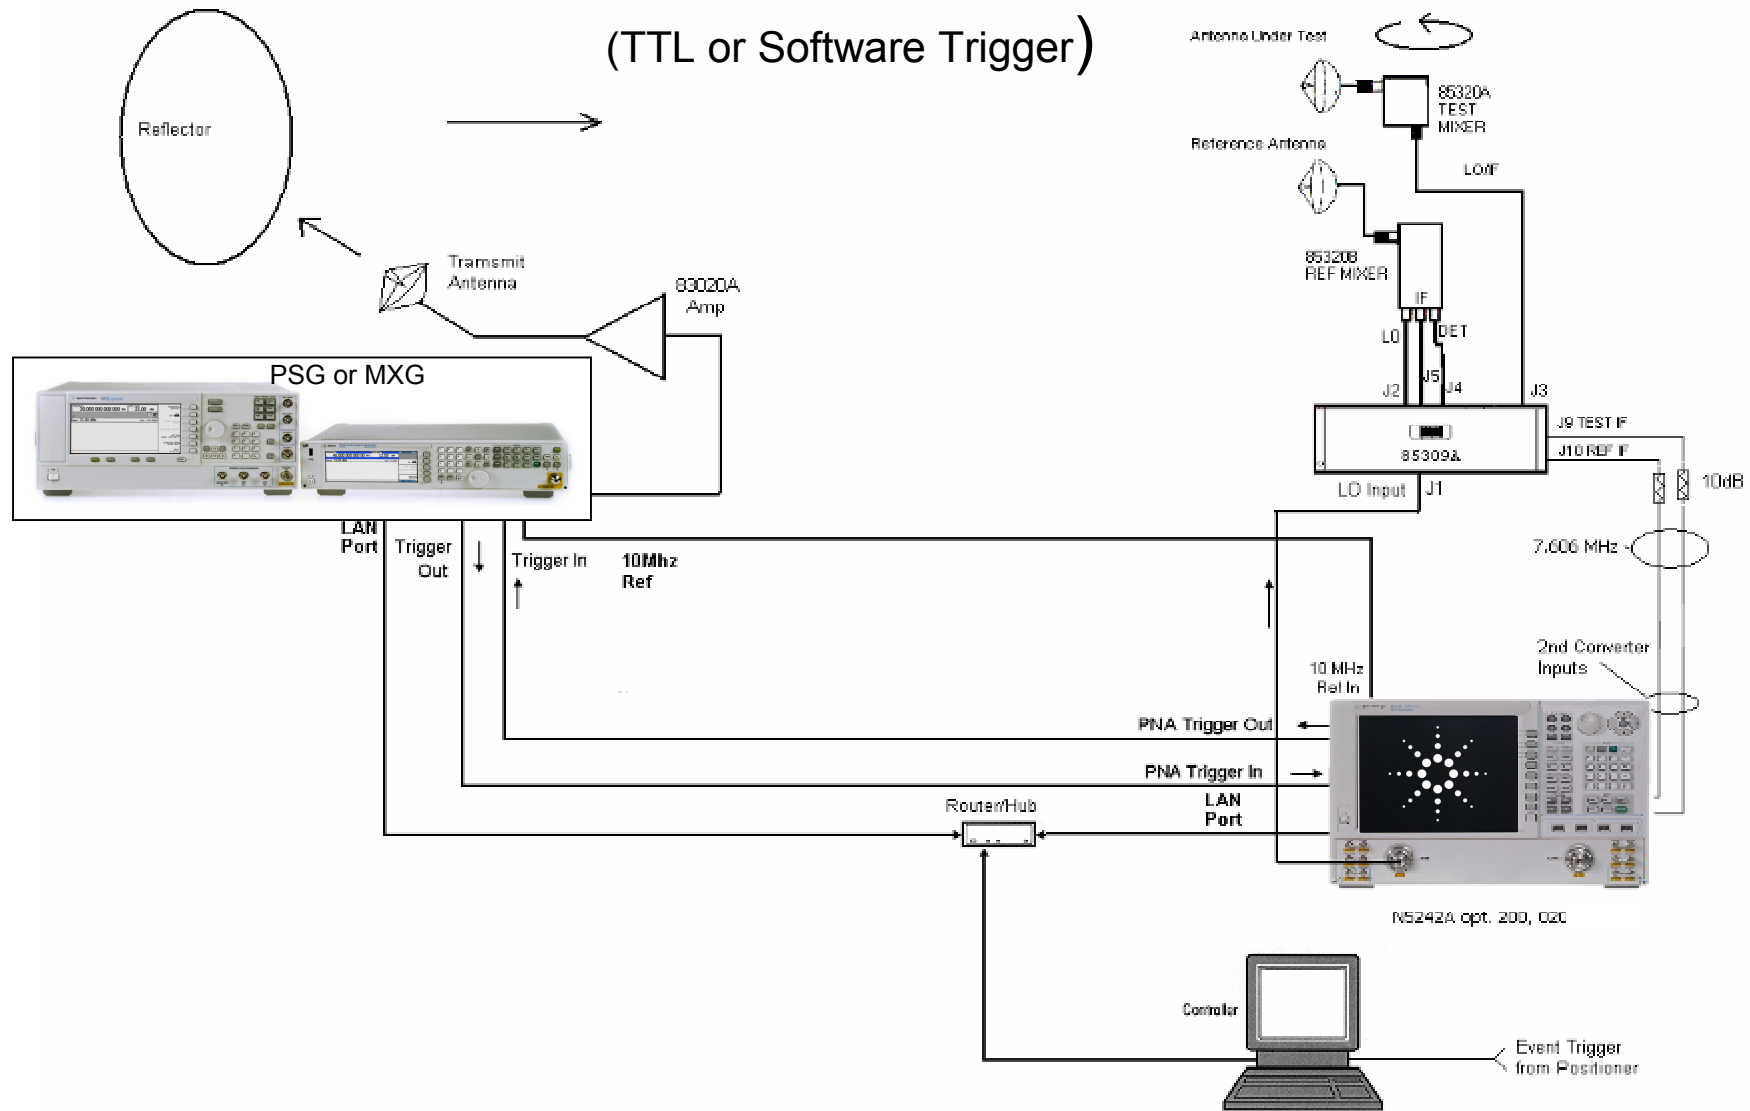 (TTL or Software Trigger)
Antenna Under Test
85320A
TEST
MIXER
Reflector
Reference Antenna
LO/IF
85320B
REF MIXER
IF
Tramsmit
Antenna
83020A
Amp
LO
DET
PSG or MXG
J2
J5
J4
J3
J9 TEST IF
85309A
J10 REF IF
LO Input
J1
10dB
LAN
Port
Trigger
Out
Trigger In
10Mhz
Ref
7.606 MHz
2nd Converter
Inputs
10 MHz
Ref In
PNA Trigger Out
PNA Trigger In
Router/Hub
LAN
Port
N5242A opt. 200, 020
Controller
Event Trigger
from Positioner